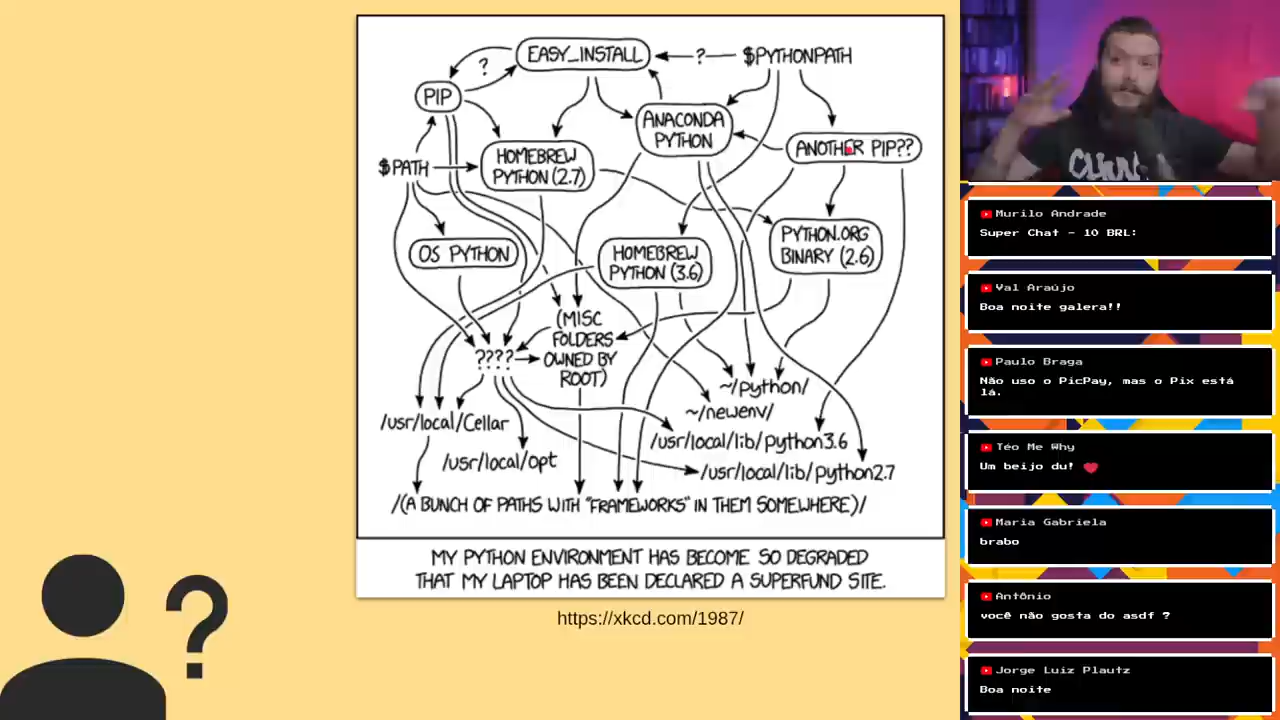 EASY_INSTALL
?
$PYTHONPATH
?
PIP
ANACONDA
PYTHON
ANOTHER PIP??
HOMEBREW
PYTHON (2.7)
$PATH
OS PYTHON
HOMEBREW
PYTHON (3.6)
PYTHON.ORG
BINARY (2.6)
(MISC
FOLDERS
OWNED BY
ROOT)
????
~/python/
~/newenv/
/usr/local/Cellar
/usr/local/lib/python3.6
/usr/local/opt
/usr/local/lib/python2.7
/(A BUNCH OF PATHS WITH "FRAMEWORKS" IN THEM SOMEWHERE)/
MY PYTHON ENVIRONMENT HAS BECOME SO DEGRADED
THAT MY LAPTOP HAS BEEN DECLARED A SUPERFUND SITE.
https://xkcd.com/1987/
?
Murilo Andrade
Super Chat - 10 BRL:
Val Araújo
Boa noite galera!!
Paulo Braga
Não uso o PicPay, mas o Pix está
lá.
Téo Me Why
Um beijo du! ❤
Maria Gabriela
brabo
Antônio
você não gosta do asdf ?
Jorge Luiz Plautz
Boa noite